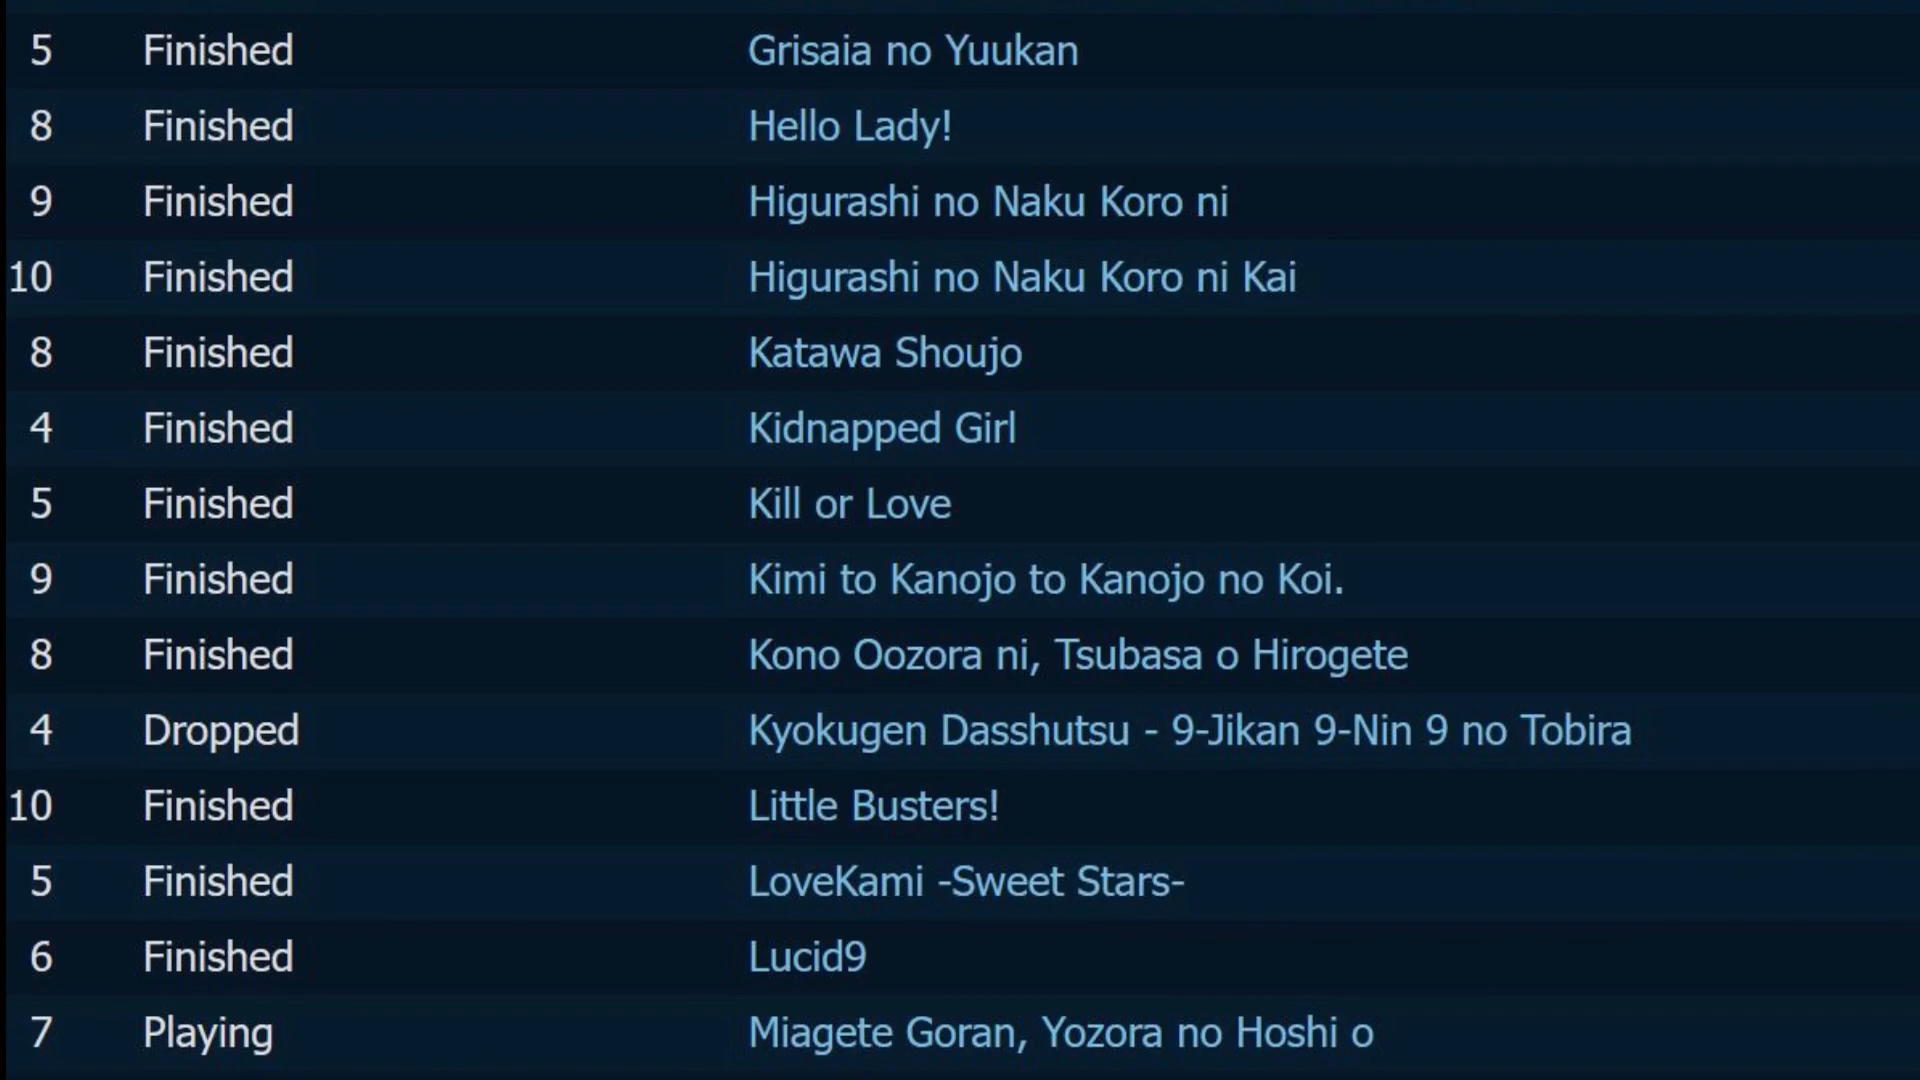 5 Finished Grisaia no Yuukan
8 Finished Hello Lady!
9 Finished Higurashi no Naku Koro ni
10 Finished Higurashi no Naku Koro ni Kai
8 Finished Katawa Shoujo
4 Finished Kidnapped Girl
5 Finished Kill or Love
9 Finished Kimi to Kanojo to Kanojo no Koi.
8 Finished Kono Oozora ni, Tsubasa o Hirogete
4 Dropped Kyokugen Dasshutsu - 9-Jikan 9-Nin 9 no Tobira
10 Finished Little Busters!
5 Finished LoveKami -Sweet Stars-
6 Finished Lucid9
7 Playing Miagete Goran, Yozora no Hoshi o